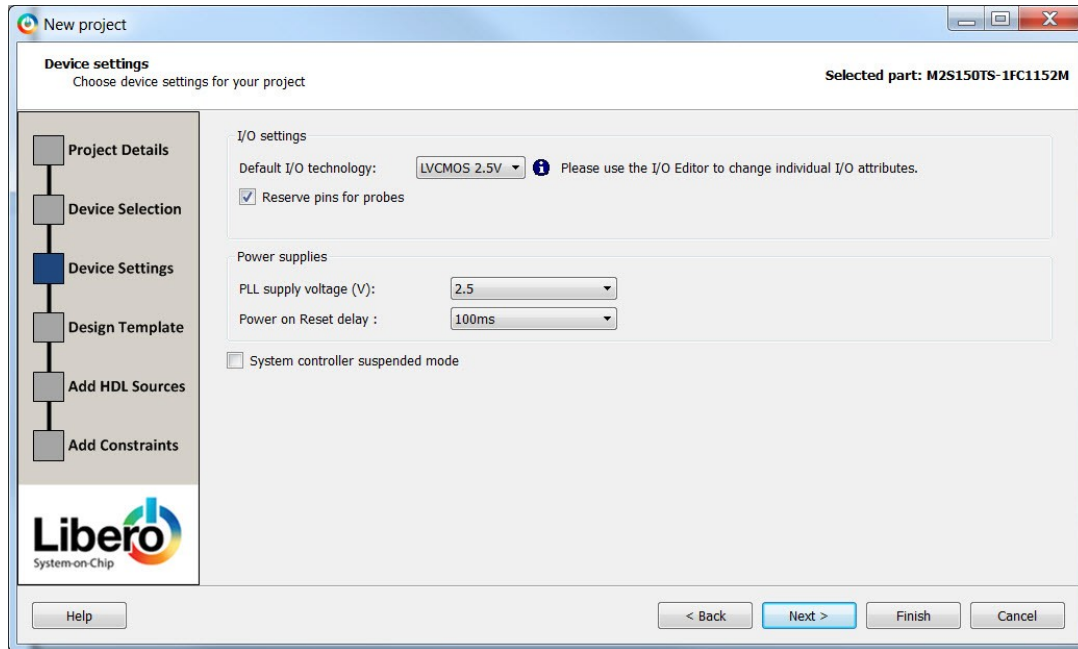 New project
Device settings
Choose device settings for your project
Selected part: M2S150TS-1FC1152M
Project Details
Device Selection
Device Settings
Design Template
Add HDL Sources
Add Constraints
Libero
System-on-Chip
I/O settings
Default I/O technology: LVCMOS 2.5V Please use the I/O Editor to change individual I/O attributes.
Reserve pins for probes
Power supplies
PLL supply voltage (V): 2.5
Power on Reset delay : 100ms
System controller suspended mode
Help < Back Next > Finish Cancel